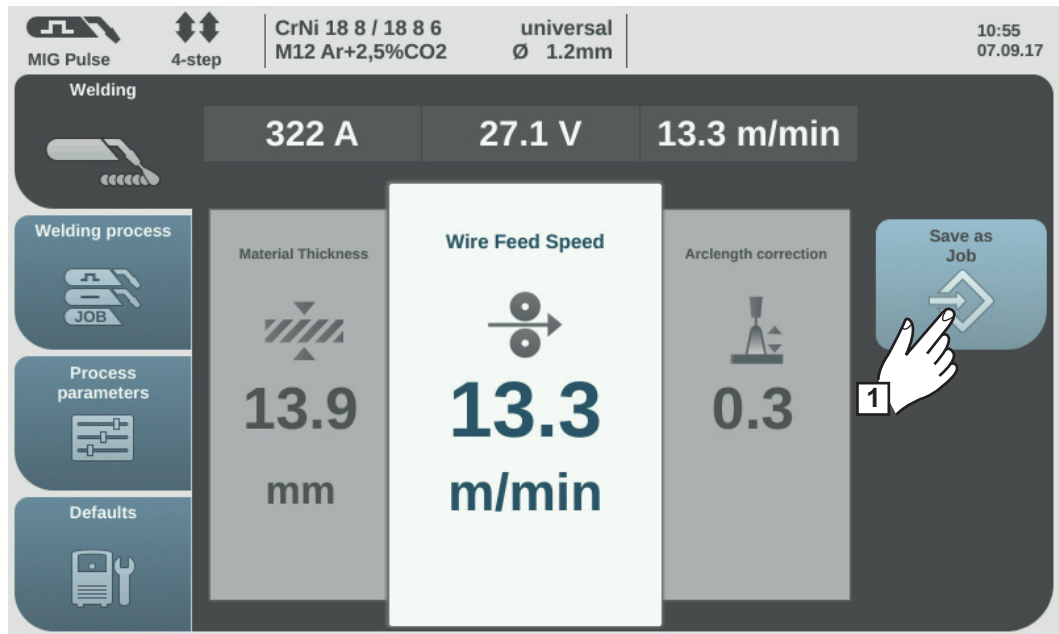 MIG Pulse
4-step
CrNi 18 8 / 18 8 6 universal
M12 Ar+2,5%CO2 Ø 1.2mm
10:55
07.09.17
Welding
322 A 27.1 V 13.3 m/min
Welding process
JOB
Process
parameters
Defaults
Material Thickness
13.9
mm
Wire Feed Speed
13.3
m/min
Arclength correction
0.3
Save as
Job
1